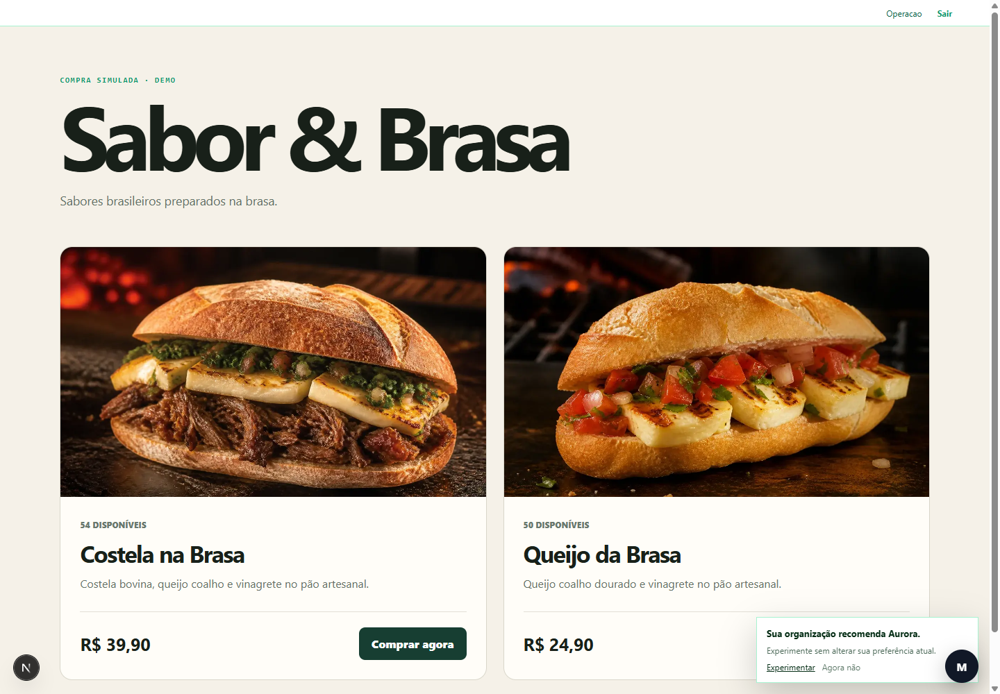 Operacao Sair
COMPRA SIMULADA · DEMO
Sabor & Brasa
Sabores brasileiros preparados na brasa.
54 DISPONÍVEIS
Costela na Brasa
Costela bovina, queijo coalho e vinagrete no pão artesanal.
R$ 39,90
Comprar agora
50 DISPONÍVEIS
Queijo da Brasa
Queijo coalho dourado e vinagrete no pão artesanal.
R$ 24,90
Sua organização recomenda Aurora.
Experimente sem alterar sua preferência atual.
Experimentar Agora não
M
N